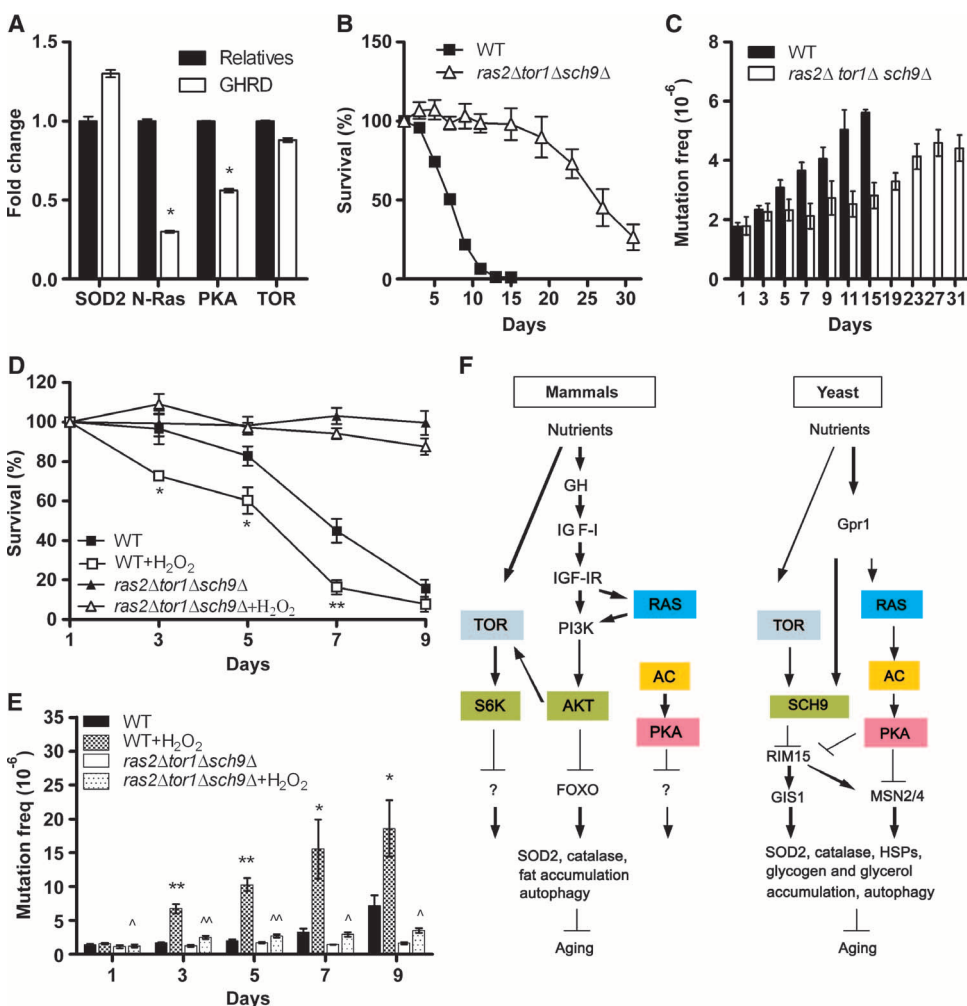 A
Fold change
1.5
1.0
0.5
0.0
Relatives
GHRD
*
*
SOD2 N-Ras PKA TOR
B
Survival (%)
150
100
50
0
WT
ras2Δtor1Δsch9Δ
5 10 15 20 25 30
Days
C
Mutation freq (10-6)
8
6
4
2
0
WT
ras2Δ tor1Δ sch9Δ
1 3 5 7 9 11 15 19 23 27 31
Days
D
Survival (%)
120
100
80
60
40
20
0
*
*
**
WT
WT+H2O2
ras2Δtor1Δsch9Δ
ras2Δtor1Δsch9Δ+H2O2
1 3 5 7 9
Days
E
Mutation freq (10-6)
35
30
25
20
15
10
5
0
WT
WT+H2O2
ras2Δtor1Δsch9Δ
ras2Δtor1Δsch9Δ+H2O2
^ ** ^^ ** ^^ * ^ * ^
1 3 5 7 9
Days
F
Mammals
Nutrients
GH
IG F-I
IGF-IR
RAS
TOR
PI3K
AC
S6K
AKT
PKA
?
FOXO
?
SOD2, catalase,
fat accumulation
autophagy
Aging
Yeast
Nutrients
Gpr1
TOR
RAS
AC
SCH9
PKA
RIM15
GIS1
MSN2/4
SOD2, catalase, HSPs,
glycogen and glycerol
accumulation, autophagy
Aging